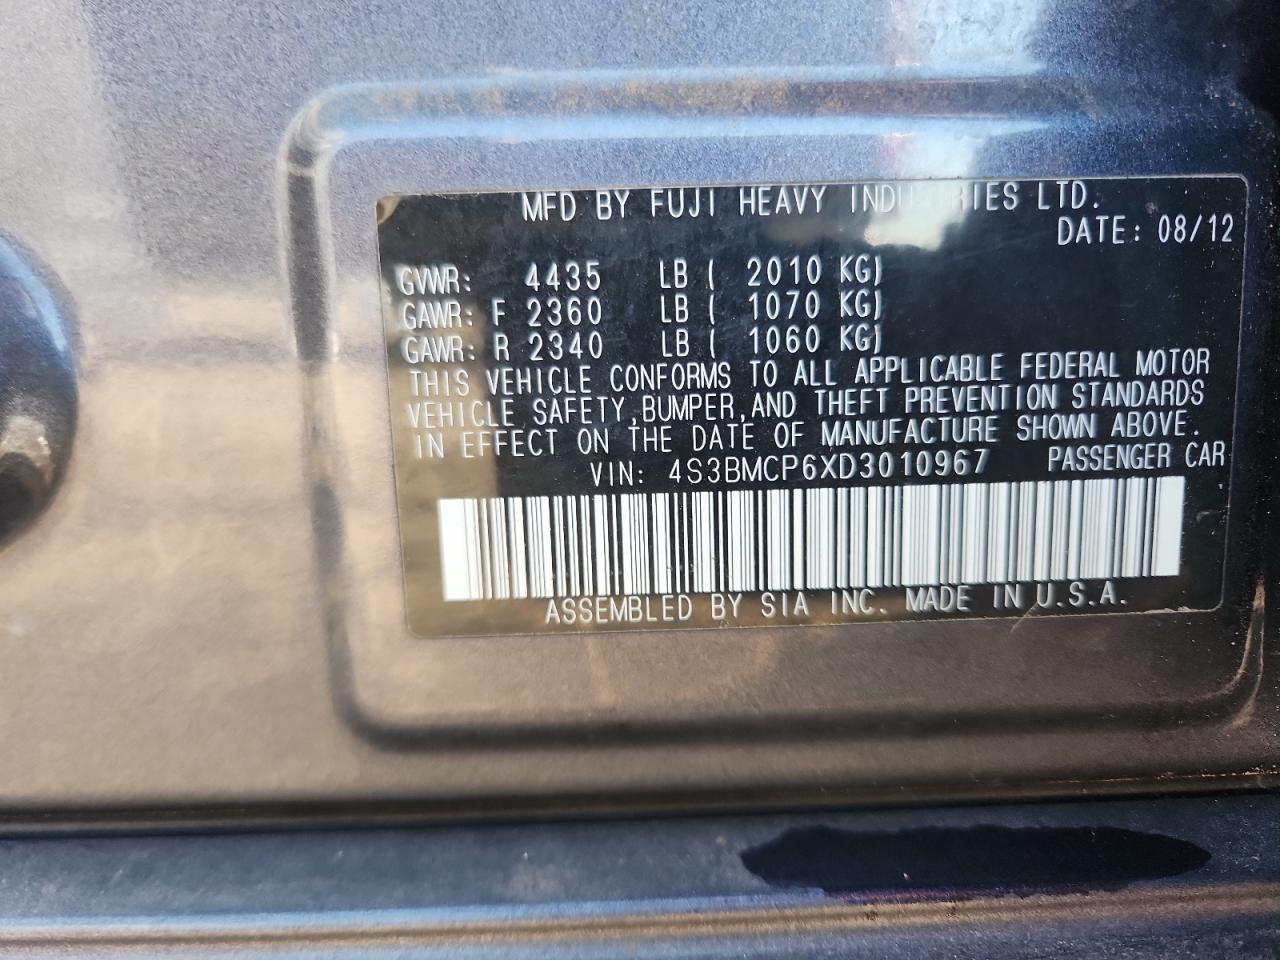 MFD BY FUJI HEAVY INDUSTRIES LTD.
DATE: 08/12
GVWR: 4435 LB ( 2010 KG)
GAWR: F 2360 LB ( 1070 KG)
GAWR: R 2340 LB ( 1060 KG)
THIS VEHICLE CONFORMS TO ALL APPLICABLE FEDERAL MOTOR
VEHICLE SAFETY,BUMPER,AND THEFT PREVENTION STANDARDS
IN EFFECT ON THE DATE OF MANUFACTURE SHOWN ABOVE.
VIN: 4S3BMCP6XD3010967 PASSENGER CAR
ASSEMBLED BY SIA INC. MADE IN U.S.A.